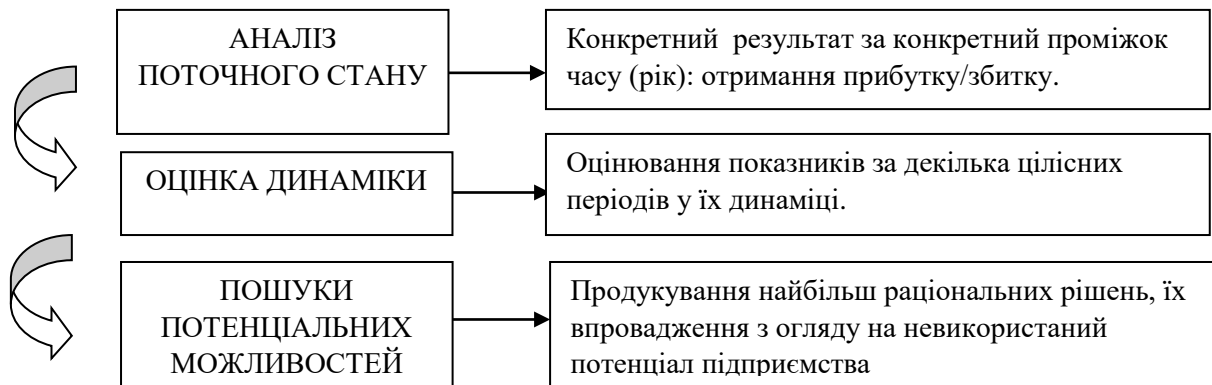 АНАЛІЗ
ПОТОЧНОГО СТАНУ
Конкретний результат за конкретний проміжок
часу (рік): отримання прибутку/збитку.
ОЦІНКА ДИНАМІКИ
Оцінювання показників за декілька цілісних
періодів у їх динаміці.
ПОШУКИ
ПОТЕНЦІАЛЬНИХ
МОЖЛИВОСТЕЙ
Продукування найбільш раціональних рішень, їх
впровадження з огляду на невикористаний
потенціал підприємства